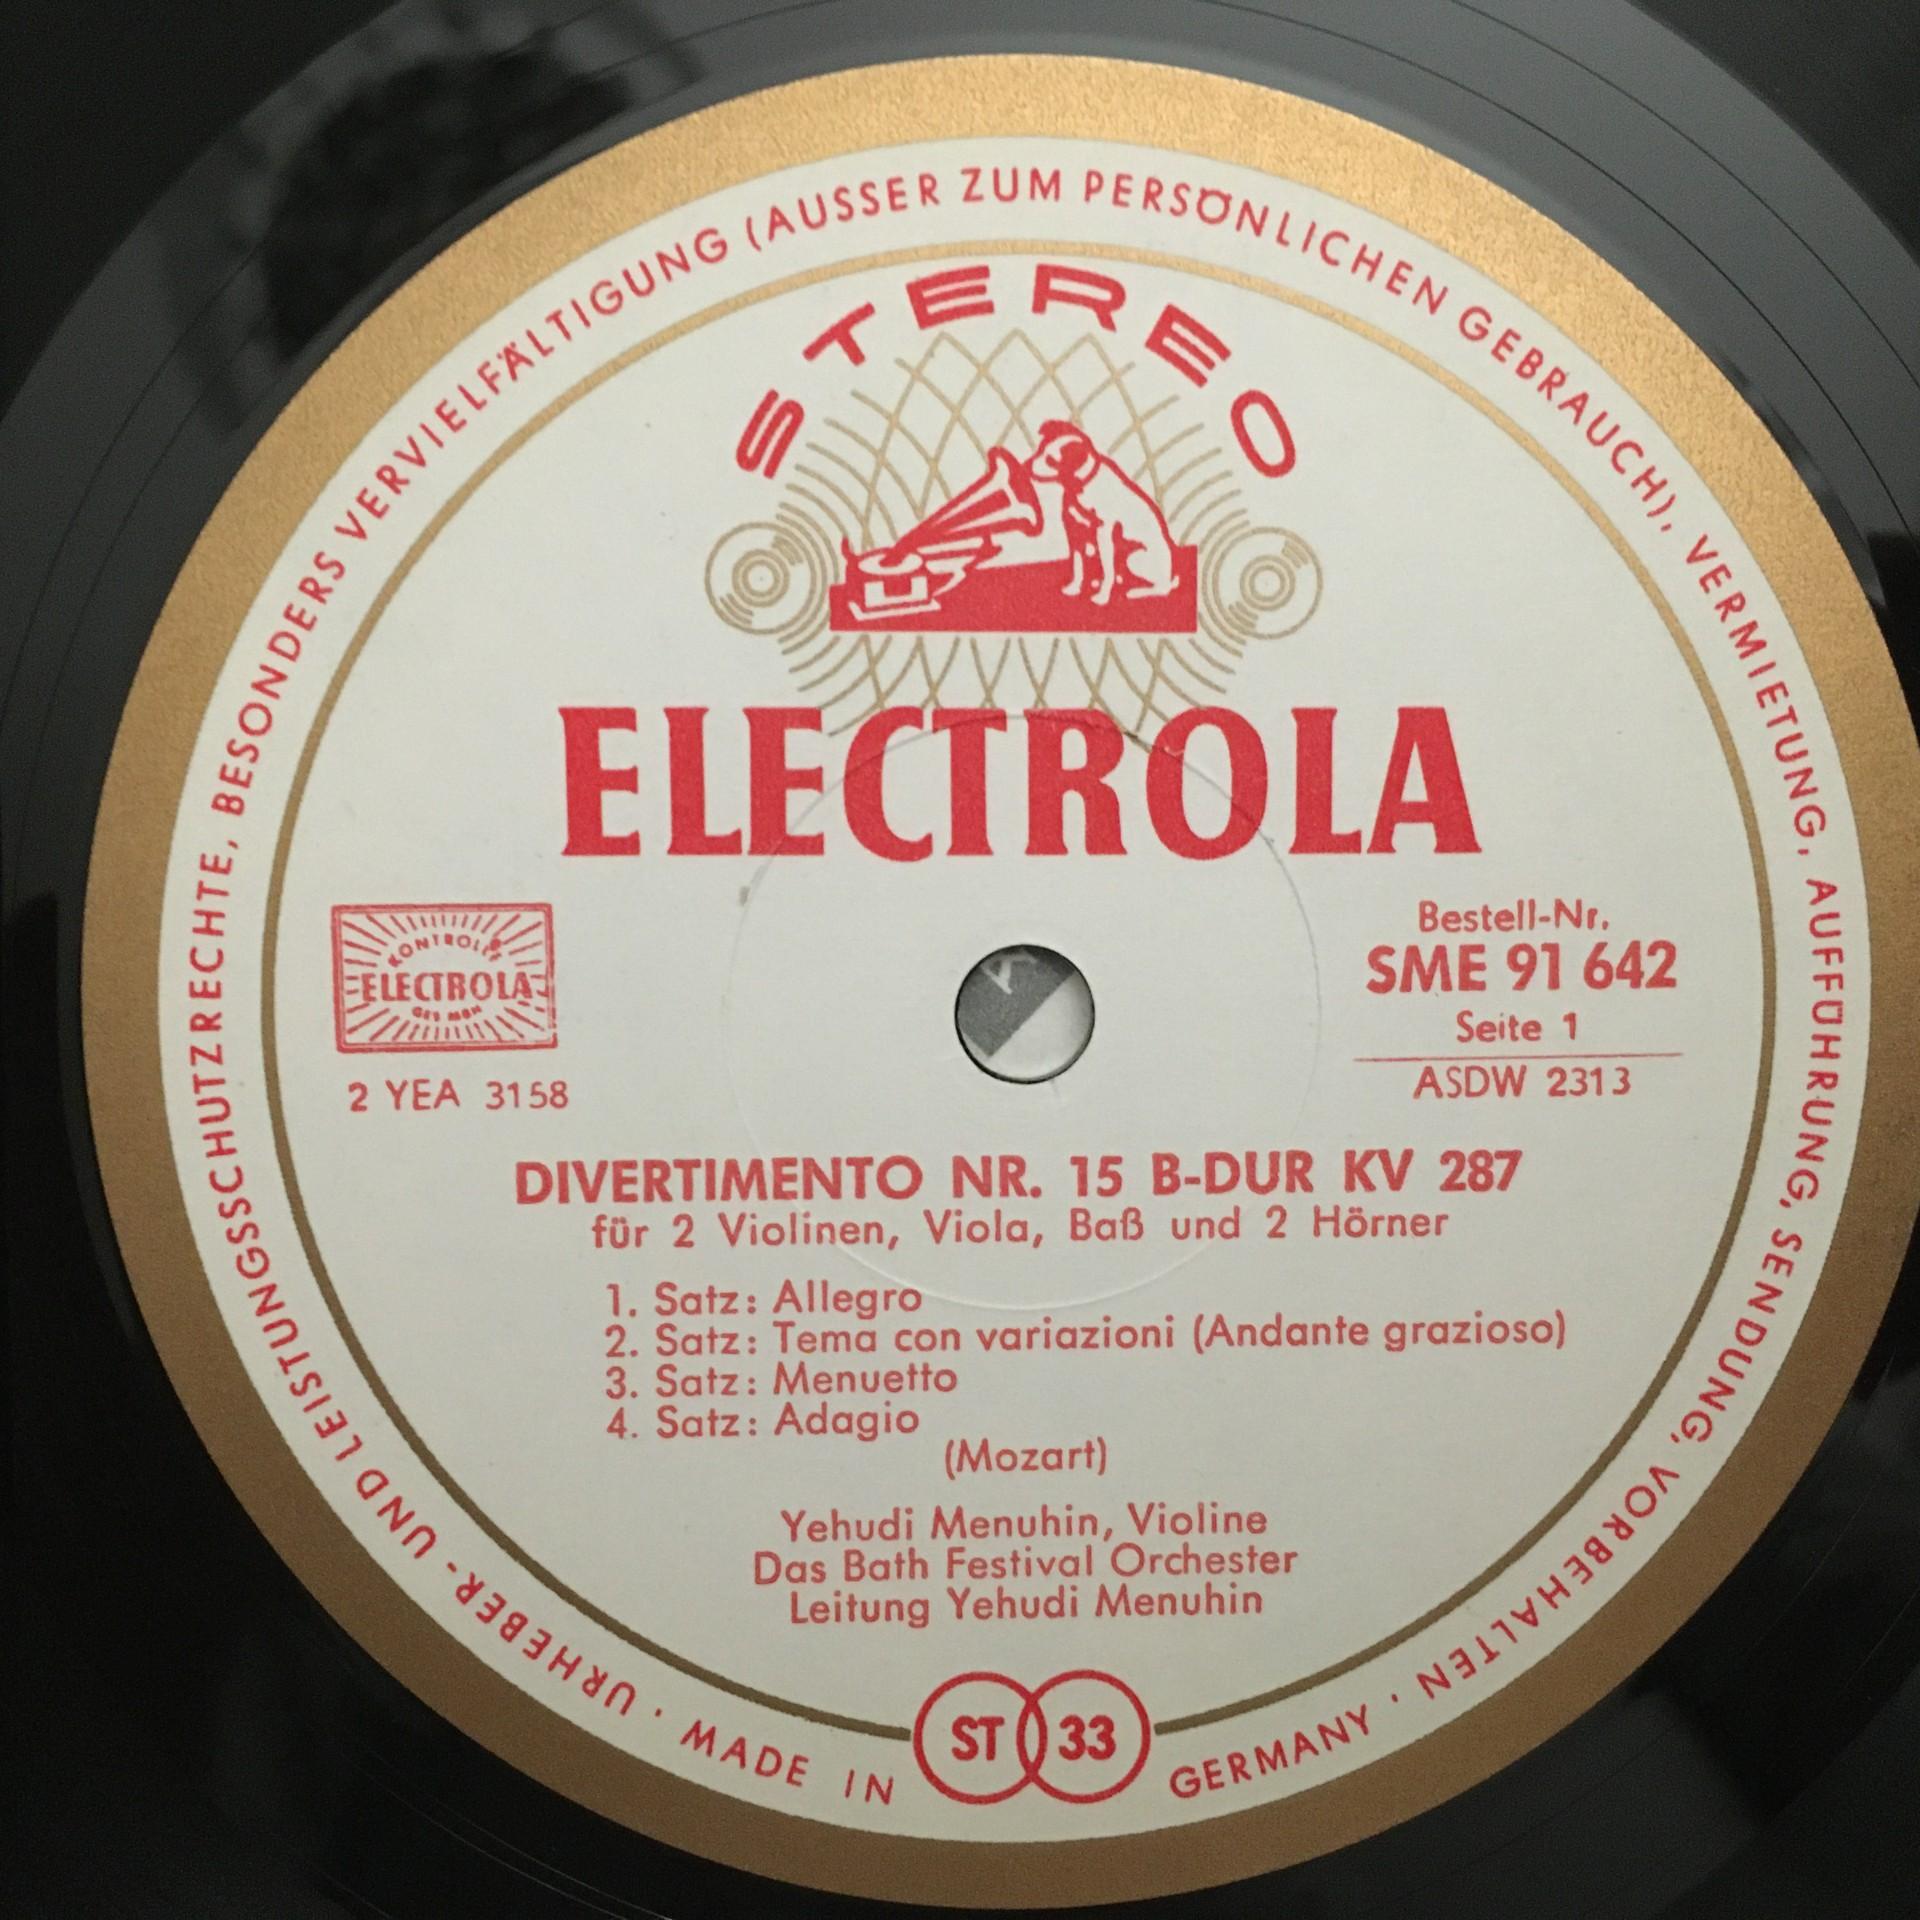 URHEBER- UND LEISTUNGSSCHUTZRECHTE, BESONDERS VERVIELFÄLTIGUNG (AUSSER ZUM PERSÖNLICHEN GEBRAUCH), VERMIETUNG, AUFFÜHRUNG, SENDUNG, VORBEHALTEN
STEREO
ELECTROLA
KONTROLLE
ELECTROLA
GES MBH
2 YEA 3158
Bestell-Nr.
SME 91 642
Seite 1
ASDW 2313
DIVERTIMENTO NR. 15 B-DUR KV 287
für 2 Violinen, Viola, Baß und 2 Hörner
1. Satz: Allegro
2. Satz: Tema con variazioni (Andante grazioso)
3. Satz: Menuetto
4. Satz: Adagio
(Mozart)
Yehudi Menuhin, Violine
Das Bath Festival Orchester
Leitung Yehudi Menuhin
ST 33
MADE IN GERMANY